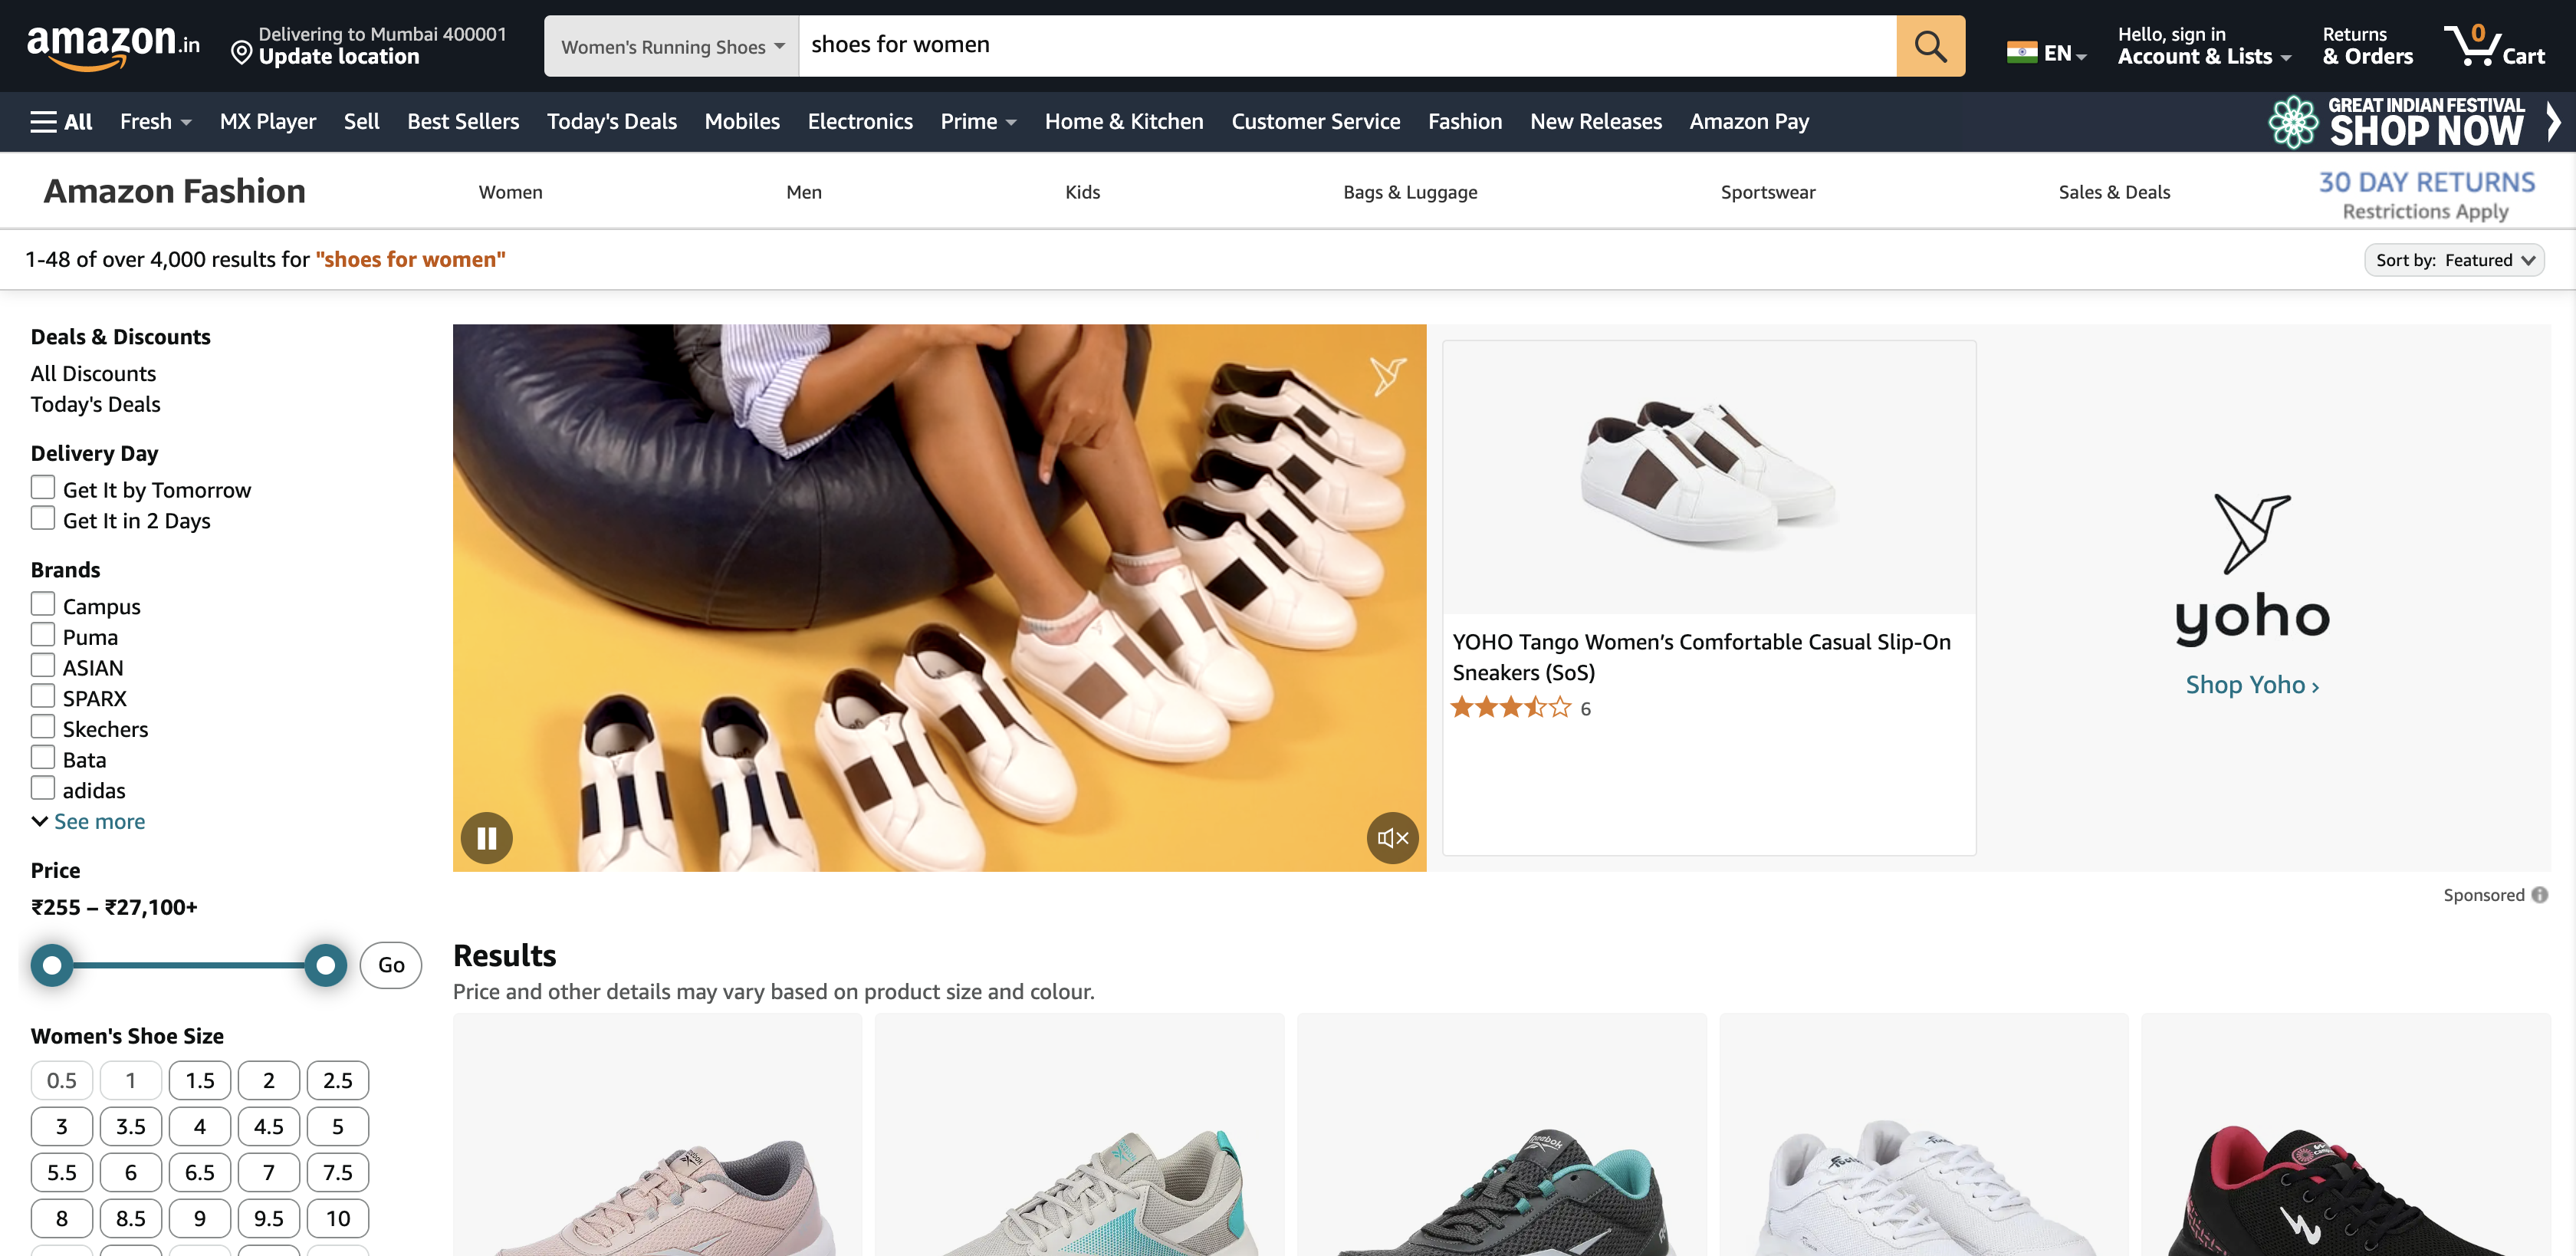 amazon.in
Delivering to Mumbai 400001
Update location
Women's Running Shoes
shoes for women
EN
Hello, sign in
Account & Lists
Returns
& Orders
0
Cart
All
Fresh
MX Player
Sell
Best Sellers
Today's Deals
Mobiles
Electronics
Prime
Home & Kitchen
Customer Service
Fashion
New Releases
Amazon Pay
GREAT INDIAN FESTIVAL
SHOP NOW
Amazon Fashion
Women
Men
Kids
Bags & Luggage
Sportswear
Sales & Deals
30 DAY RETURNS
Restrictions Apply
1-48 of over 4,000 results for "shoes for women"
Sort by: Featured
Deals & Discounts
All Discounts
Today's Deals
Delivery Day
Get It by Tomorrow
Get It in 2 Days
Brands
Campus
Puma
ASIAN
SPARX
Skechers
Bata
adidas
See more
Price
₹255 – ₹27,100+
Go
Women's Shoe Size
0.5 1 1.5 2 2.5
3 3.5 4 4.5 5
5.5 6 6.5 7 7.5
8 8.5 9 9.5 10
YOHO Tango Women’s Comfortable Casual Slip-On
Sneakers (SoS)
6
yoho
Shop Yoho ›
Sponsored
Results
Price and other details may vary based on product size and colour.
Reebok